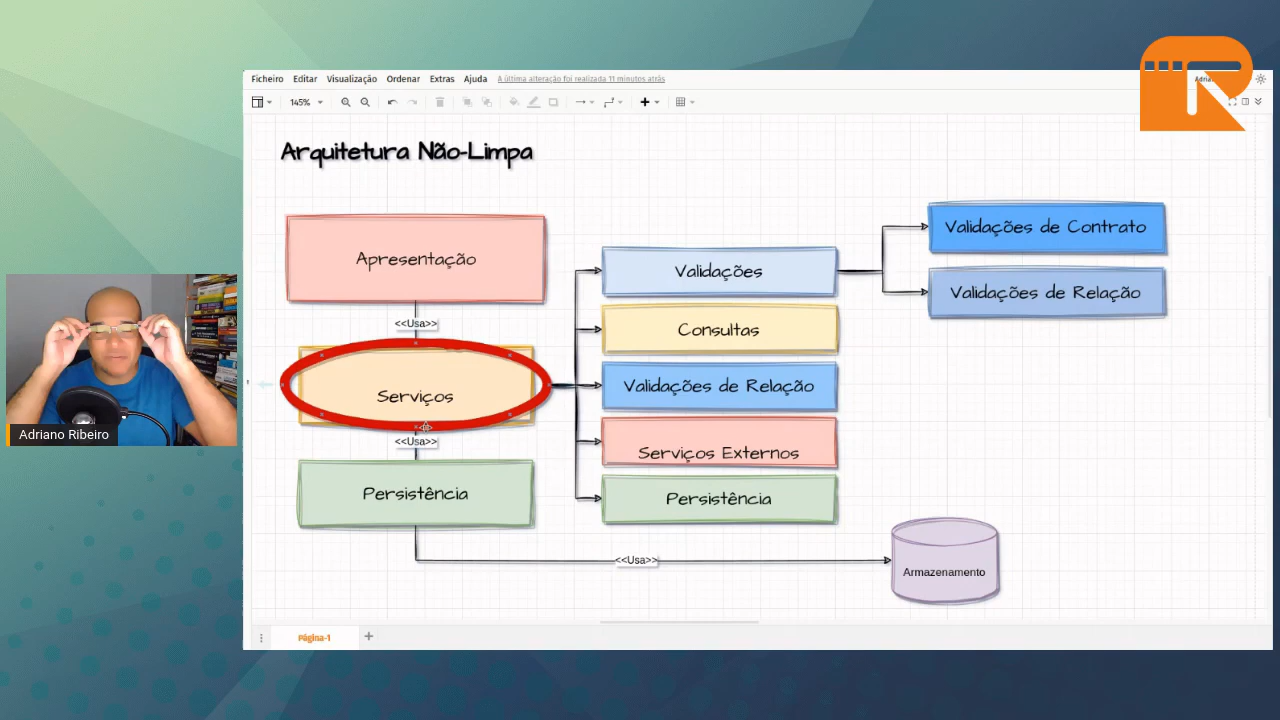 Ficheiro Editar Visualização Ordenar Extras Ajuda A última alteração foi realizada 11 minutos atrás
145%
Arquitetura Não-Limpa
Apresentação
<<Usa>>
Serviços
<<Usa>>
Persistência
Validações
Consultas
Validações de Relação
Serviços Externos
Persistência
Validações de Contrato
Validações de Relação
<<Usa>>
Armazenamento
Adriano Ribeiro
Página-1